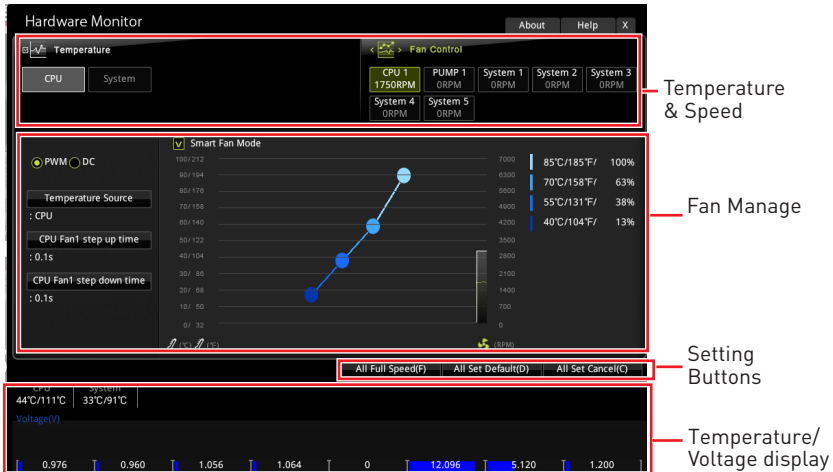 Hardware Monitor
About Help X
Temperature
CPU System
< > Fan Control
CPU 1 PUMP 1 System 1 System 2 System 3
1750RPM 0RPM 0RPM 0RPM 0RPM
System 4 System 5
0RPM 0RPM
Temperature
& Speed
PWM DC
Temperature Source
: CPU
CPU Fan1 step up time
: 0.1s
CPU Fan1 step down time
: 0.1s
V Smart Fan Mode
100/212 7000
90/194 6300
80/176 5600
70/158 4900
60/140 4200
50/122 3500
40/104 2800
30/ 86 2100
20/ 68 1400
10/ 50 700
0/ 32 0
(℃) (℉) (RPM)
85℃/185℉/ 100%
70℃/158℉/ 63%
55℃/131℉/ 38%
40℃/104℉/ 13%
Fan Manage
All Full Speed(F) All Set Default(D) All Set Cancel(C)
Setting
Buttons
CPU System
44℃/111℃ 33℃/91℃
Voltage(V)
0.976 0.960 1.056 1.064 0 12.096 5.120 1.200
Temperature/
Voltage display